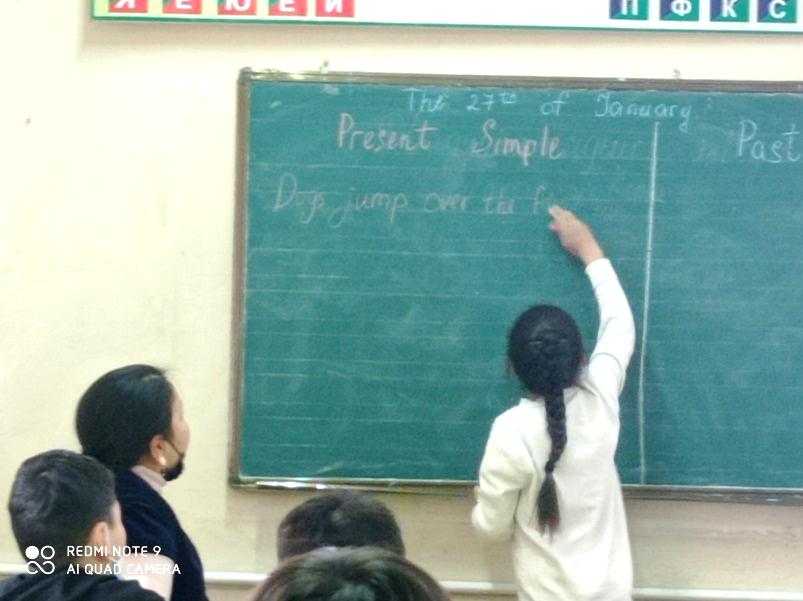 Я Е Ю Ё И
П Ф К С
The 27th of January
Present Simple
Past
Dogs jump over the
REDMI NOTE 9
AI QUAD CAMERA